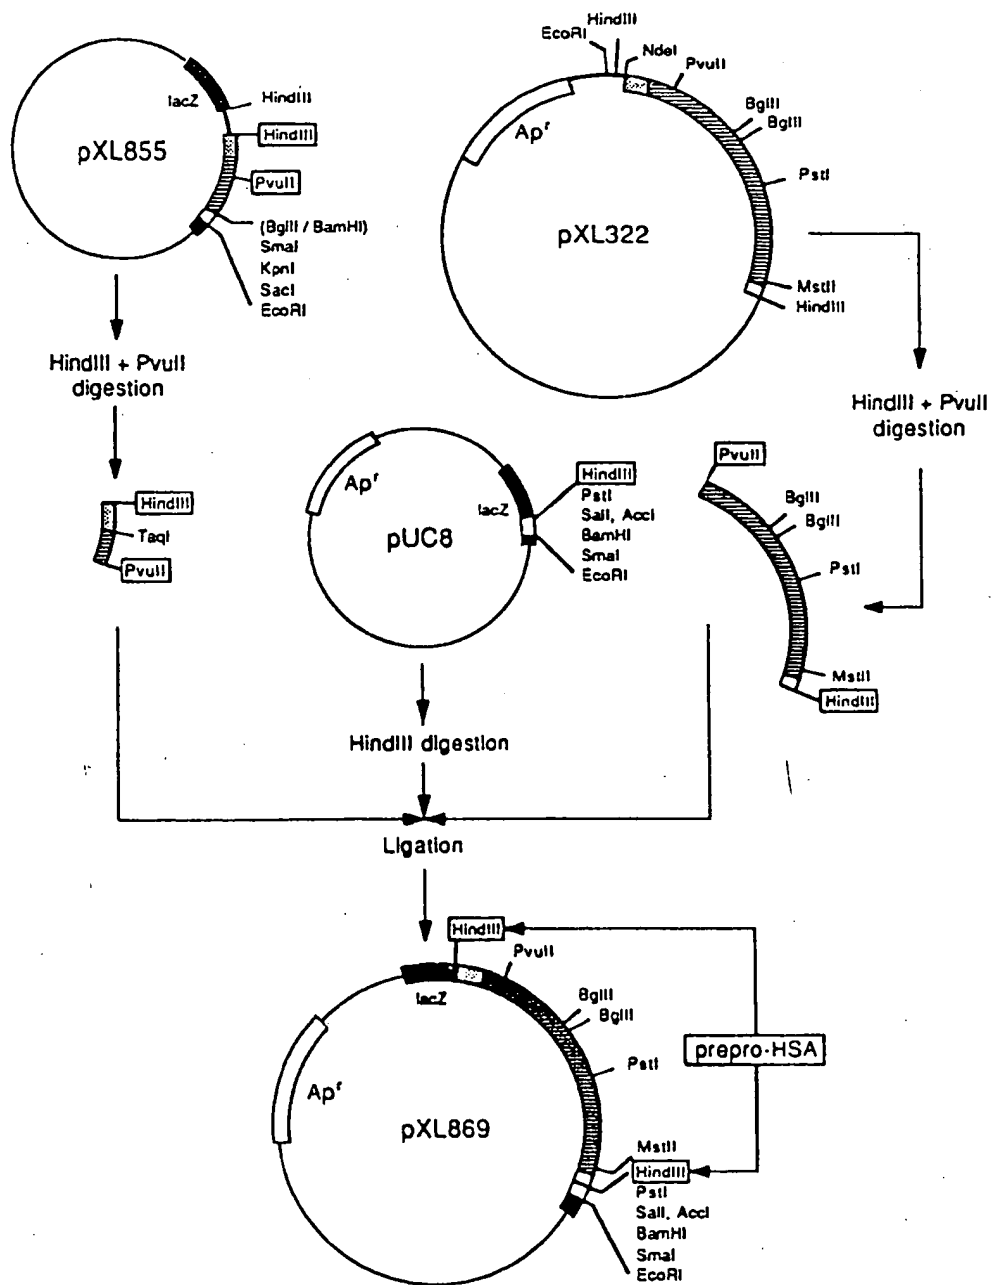 lacZ
HindIII
HindIII
pXL855
PvuII
(BglII / BamHI)
SmaI
KpnI
SacI
EcoRI
HindIII + PvuII
digestion
HindIII
TaqI
PvuII
HindIII
EcoRI
NdeI
PvuII
Apr
BglII
BglII
PstI
pXL322
MstII
HindIII
HindIII + PvuII
digestion
PvuII
BglII
BglII
PstI
MstII
HindIII
Apr
lacZ
pUC8
HindIII
PstI
SalI, AccI
BamHI
SmaI
EcoRI
HindIII digestion
Ligation
HindIII
PvuII
lacZ
BglII
BglII
prepro-HSA
PstI
Apr
pXL869
MstII
HindIII
PstI
SalI, AccI
BamHI
SmaI
EcoRI